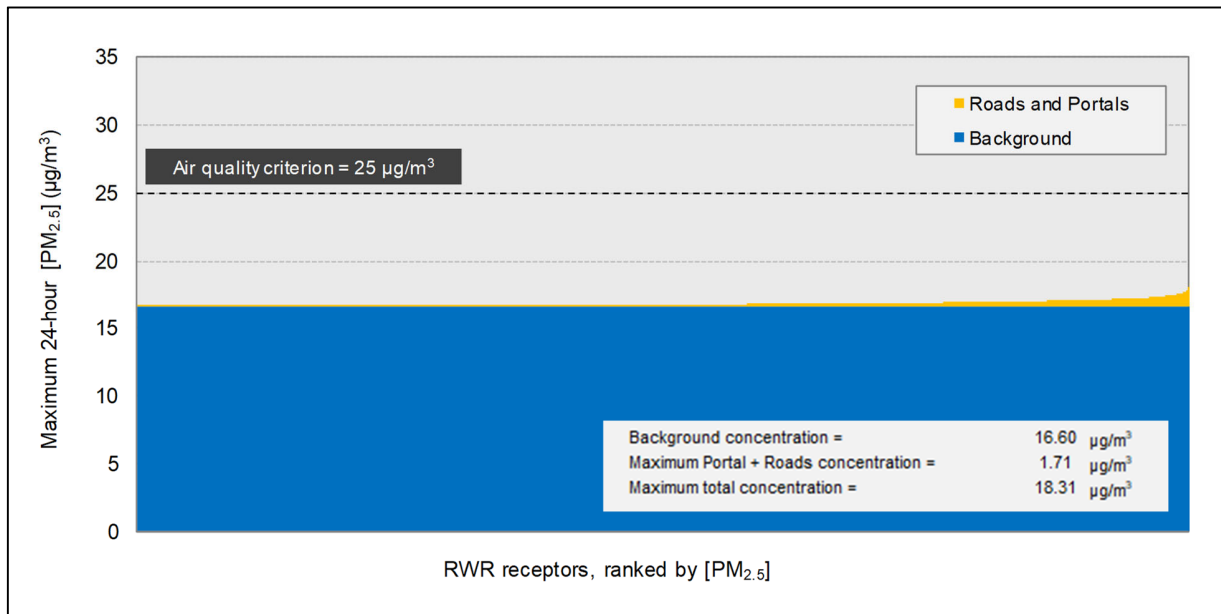 Maximum 24-hour [PM2.5] (µg/m³)
35
30
25
20
15
10
5
0
Roads and Portals
Background
Air quality criterion = 25 µg/m³
Background concentration = 16.60 µg/m³
Maximum Portal + Roads concentration = 1.71 µg/m³
Maximum total concentration = 18.31 µg/m³
RWR receptors, ranked by [PM2.5]